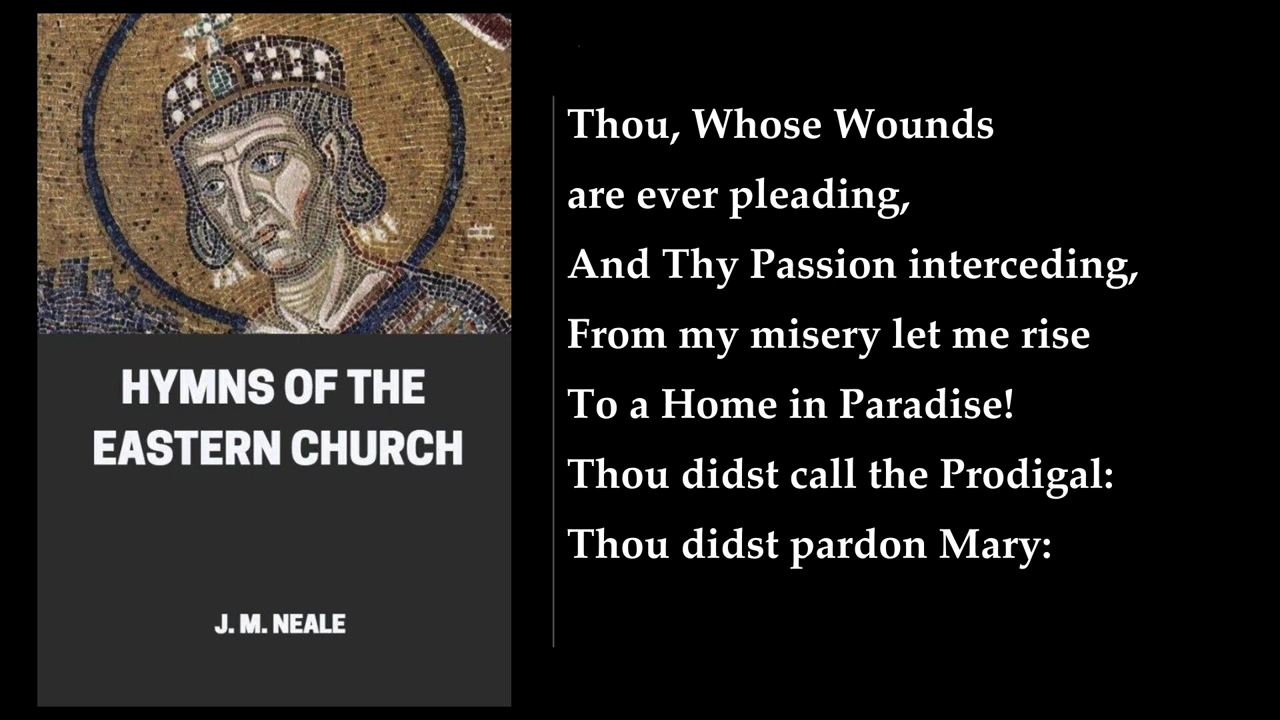 HYMNS OF THE
EASTERN CHURCH
J. M. NEALE
Thou, Whose Wounds
are ever pleading,
And Thy Passion interceding,
From my misery let me rise
To a Home in Paradise!
Thou didst call the Prodigal:
Thou didst pardon Mary: